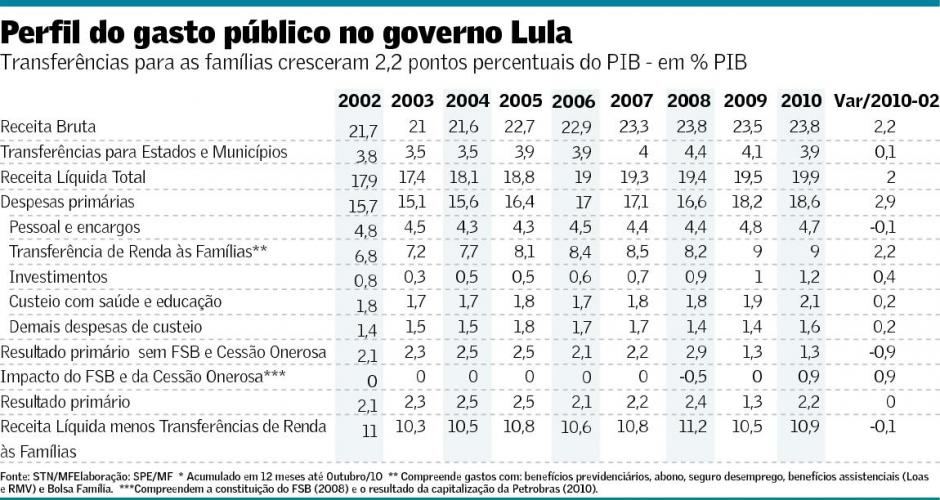 Perfil do gasto público no governo Lula
Transferências para as famílias cresceram 2,2 pontos percentuais do PIB - em % PIB
2002 2003 2004 2005 2006 2007 2008 2009 2010 Var/2010-02
Receita Bruta 21,7 21 21,6 22,7 22,9 23,3 23,8 23,5 23,8 2,2
Transferências para Estados e Municípios 3,8 3,5 3,5 3,9 3,9 4 4,4 4,1 3,9 0,1
Receita Líquida Total 17,9 17,4 18,1 18,8 19 19,3 19,4 19,5 19,9 2
Despesas primárias 15,7 15,1 15,6 16,4 17 17,1 16,6 18,2 18,6 2,9
Pessoal e encargos 4,8 4,5 4,3 4,3 4,5 4,4 4,4 4,8 4,7 -0,1
Transferência de Renda às Famílias** 6,8 7,2 7,7 8,1 8,4 8,5 8,2 9 9 2,2
Investimentos 0,8 0,3 0,5 0,5 0,6 0,7 0,9 1 1,2 0,4
Custeio com saúde e educação 1,8 1,7 1,7 1,8 1,7 1,8 1,8 1,9 2,1 0,2
Demais despesas de custeio 1,4 1,5 1,5 1,8 1,7 1,7 1,4 1,4 1,6 0,2
Resultado primário sem FSB e Cessão Onerosa 2,1 2,3 2,5 2,5 2,1 2,2 2,9 1,3 1,3 -0,9
Impacto do FSB e da Cessão Onerosa*** 0 0 0 0 0 0 -0,5 0 0,9 0,9
Resultado primário 2,1 2,3 2,5 2,5 2,1 2,2 2,4 1,3 2,2 0
Receita Líquida menos Transferências de Renda 11 10,3 10,5 10,8 10,6 10,8 11,2 10,5 10,9 -0,1
às Famílias
Fonte: STN/MFElaboração: SPE/MF * Acumulado em 12 meses até Outubro/10 ** Compreende gastos com: benefícios previdenciários, abono, seguro desemprego, benefícios assistenciais (Loas
e RMV) e Bolsa Família. ***Compreendem a constituição do FSB (2008) e o resultado da capitalização da Petrobras (2010).